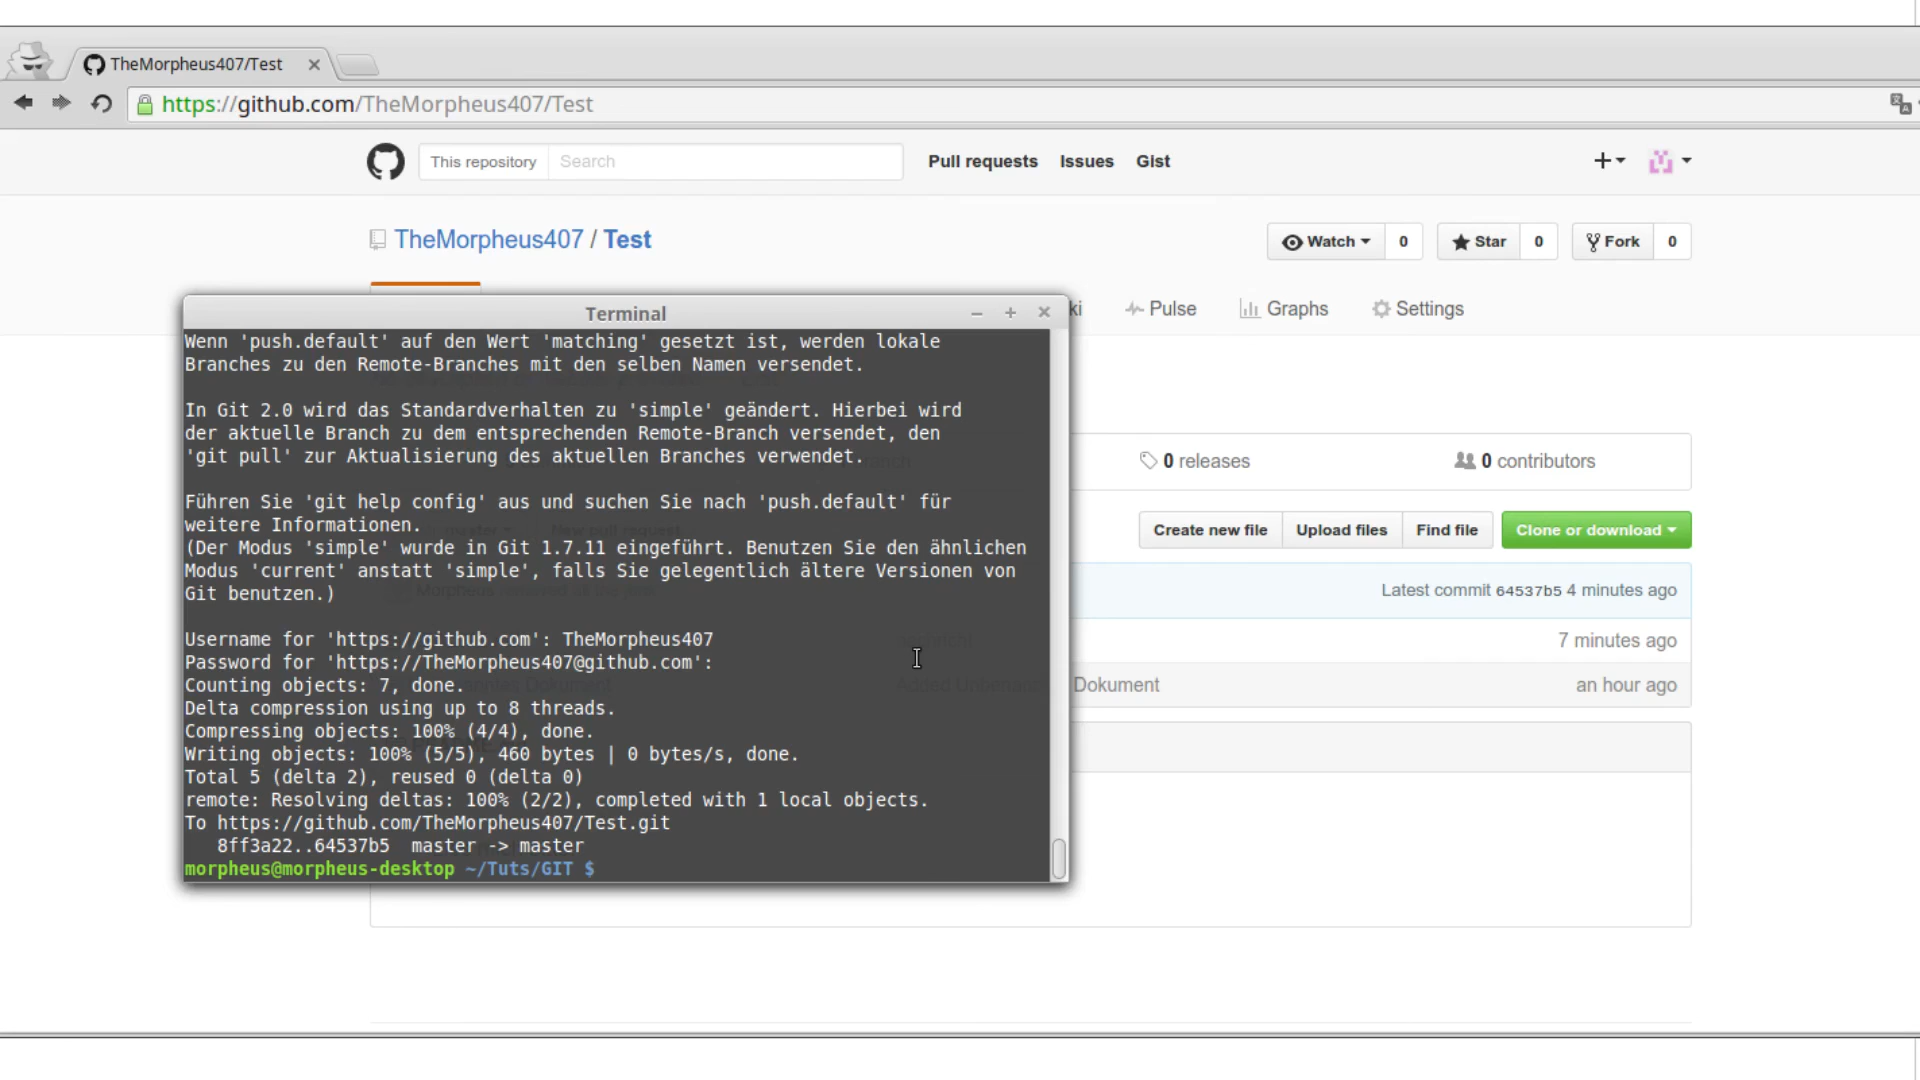 TheMorpheus407/Test
https://github.com/TheMorpheus407/Test
This repository
Search
Pull requests
Issues
Gist
TheMorpheus407 / Test
Watch
0
Star
0
Fork
0
ki
Pulse
Graphs
Settings
Terminal
Wenn 'push.default' auf den Wert 'matching' gesetzt ist, werden lokale
Branches zu den Remote-Branches mit den selben Namen versendet.
In Git 2.0 wird das Standardverhalten zu 'simple' geändert. Hierbei wird
der aktuelle Branch zu dem entsprechenden Remote-Branch versendet, den
'git pull' zur Aktualisierung des aktuellen Branches verwendet.
Führen Sie 'git help config' aus und suchen Sie nach 'push.default' für
weitere Informationen.
(Der Modus 'simple' wurde in Git 1.7.11 eingeführt. Benutzen Sie den ähnlichen
Modus 'current' anstatt 'simple', falls Sie gelegentlich ältere Versionen von
Git benutzen.)
Username for 'https://github.com': TheMorpheus407
Password for 'https://TheMorpheus407@github.com':
Counting objects: 7, done.
Delta compression using up to 8 threads.
Compressing objects: 100% (4/4), done.
Writing objects: 100% (5/5), 460 bytes | 0 bytes/s, done.
Total 5 (delta 2), reused 0 (delta 0)
remote: Resolving deltas: 100% (2/2), completed with 1 local objects.
To https://github.com/TheMorpheus407/Test.git
8ff3a22..64537b5  master -> master
morpheus@morpheus-desktop ~/Tuts/GIT $
0 releases
0 contributors
Create new file
Upload files
Find file
Clone or download
Latest commit 64537b5 4 minutes ago
7 minutes ago
Dokument
an hour ago